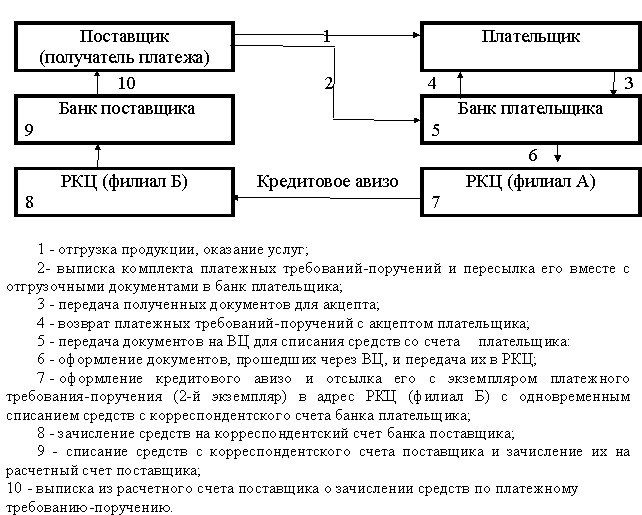 Поставщик
(получатель платежа)
1
Плательщик
2
10
4
3
Банк поставщика
9
Банк плательщика
5
6
РКЦ (филиал Б)
8
Кредитовое авизо
РКЦ (филиал А)
7
1 - отгрузка продукции, оказание услуг;
2- выписка комплекта платежных требований-поручений и пересылка его вместе с
отгрузочными документами в банк плательщика;
3 - передача полученных документов для акцепта;
4 - возврат платежных требований-поручений с акцептом плательщика;
5 - передача документов на ВЦ для списания средств со счета плательщика:
6 - оформление документов, прошедших через ВЦ, и передача их в РКЦ;
7 - оформление кредитового авизо и отсылка его с экземпляром платежного
требования-поручения (2-й экземпляр) в адрес РКЦ (филиал Б) с одновременным
списанием средств с корреспондентского счета банка плательщика;
8 - зачисление средств на корреспондентский счет банка поставщика;
9 - списание средств с корреспондентского счета поставщика и зачисление их на
расчетный счет поставщика;
10 - выписка из расчетного счета поставщика о зачислении средств по платежному
требованию-поручению.